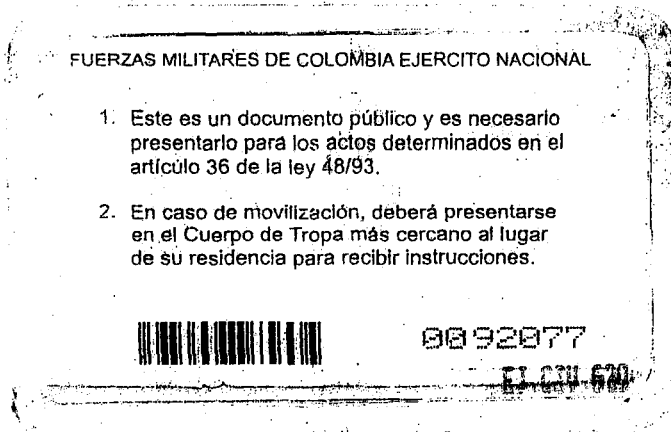 FUERZAS MILITARES DE COLOMBIA EJERCITO NACIONAL
1. Este es un documento público y es necesario
presentarlo para los actos determinados en el
artículo 36 de la ley 48/93.
2. En caso de movilización, deberá presentarse
en el Cuerpo de Tropa más cercano al lugar
de su residencia para recibir instrucciones.
0092077